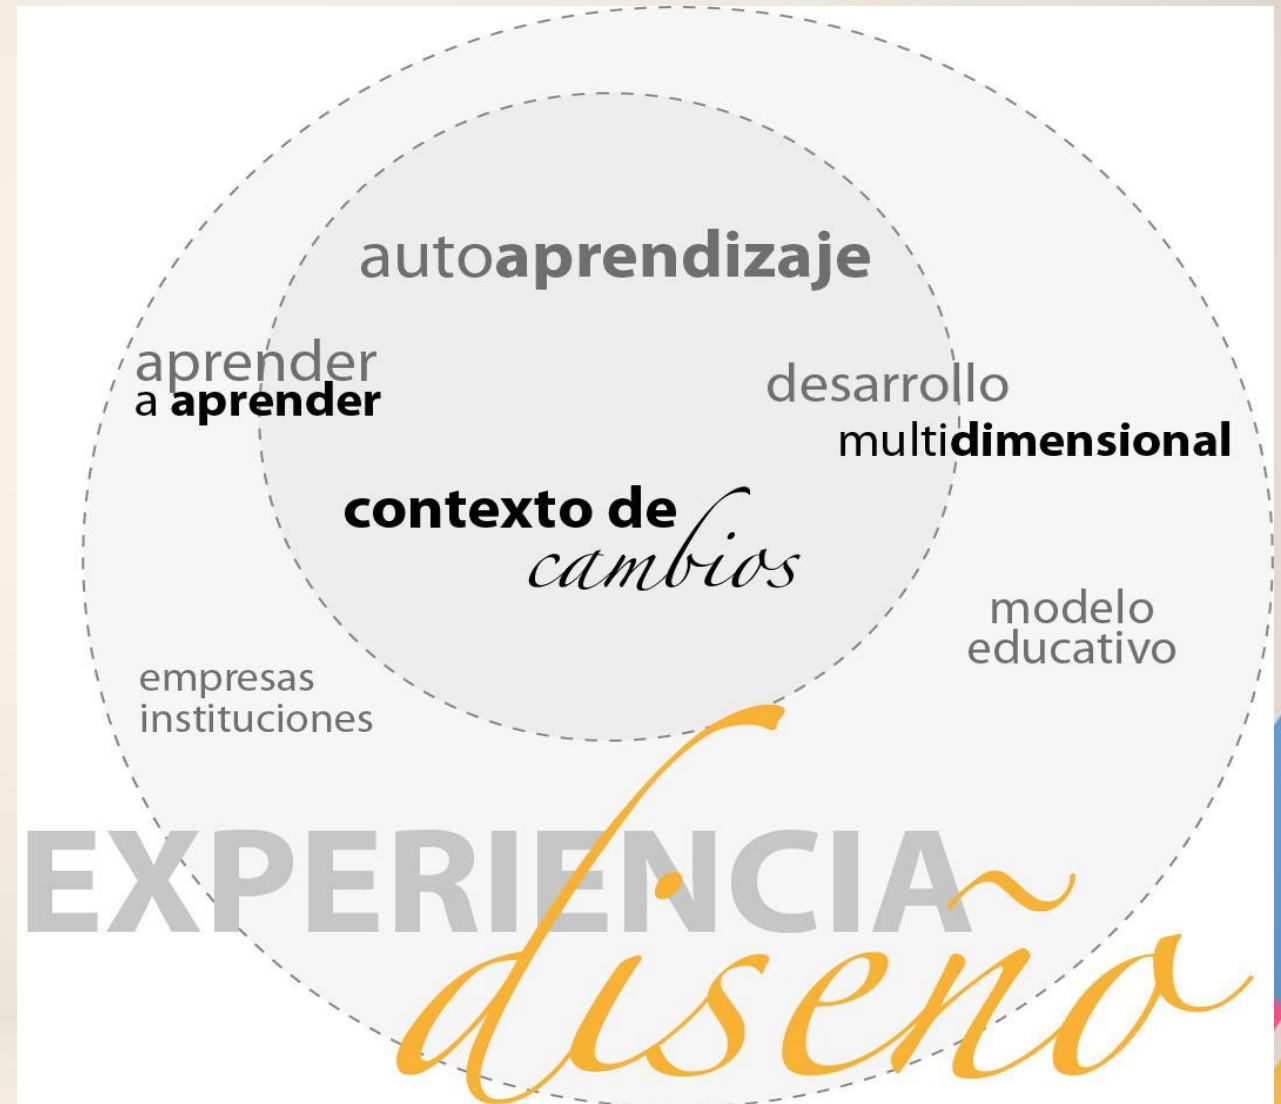 autoaprendizaje
aprender
a aprender
desarrollo
multidimensional
contexto de
cambios
modelo
educativo
empresas
instituciones
EXPERIENCIA
diseño